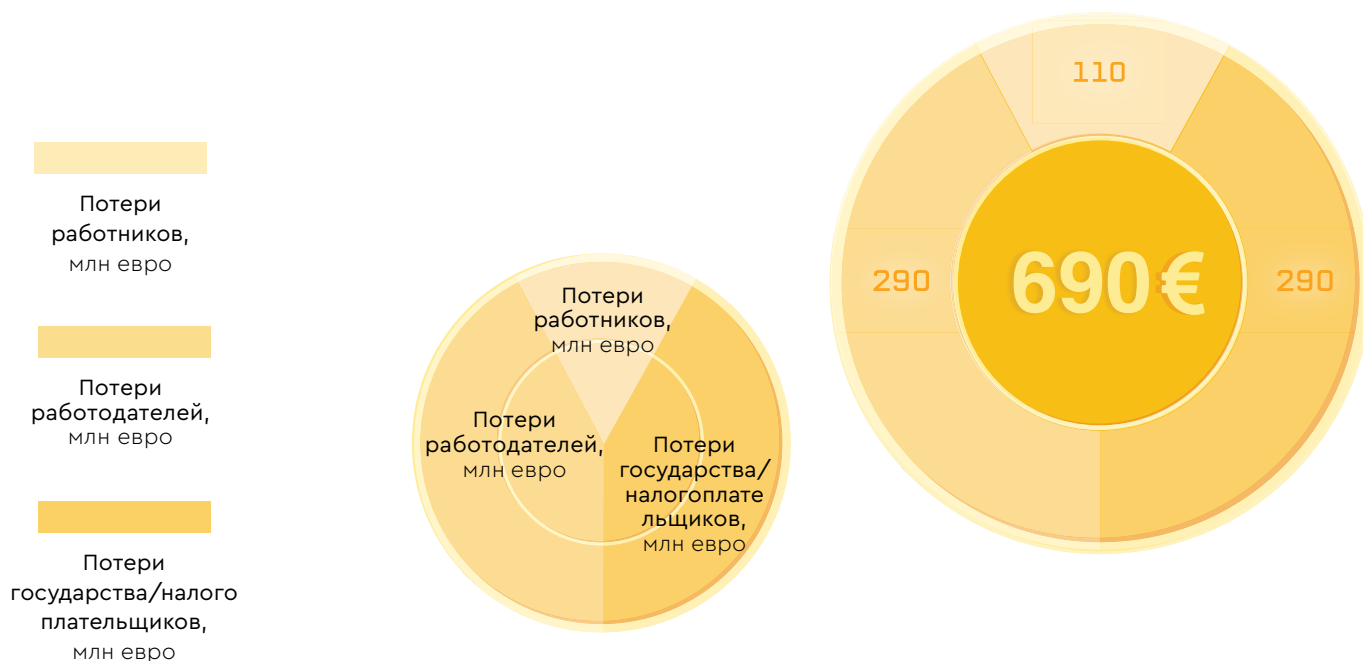 Потери
работников,
млн евро
Потери
работодателей,
млн евро
Потери
государства/налого
плательщиков,
млн евро
Потери
работников,
млн евро
Потери
работодателей,
млн евро
Потери
государства/
налогоплате
льщиков,
млн евро
110
290
690 €
290